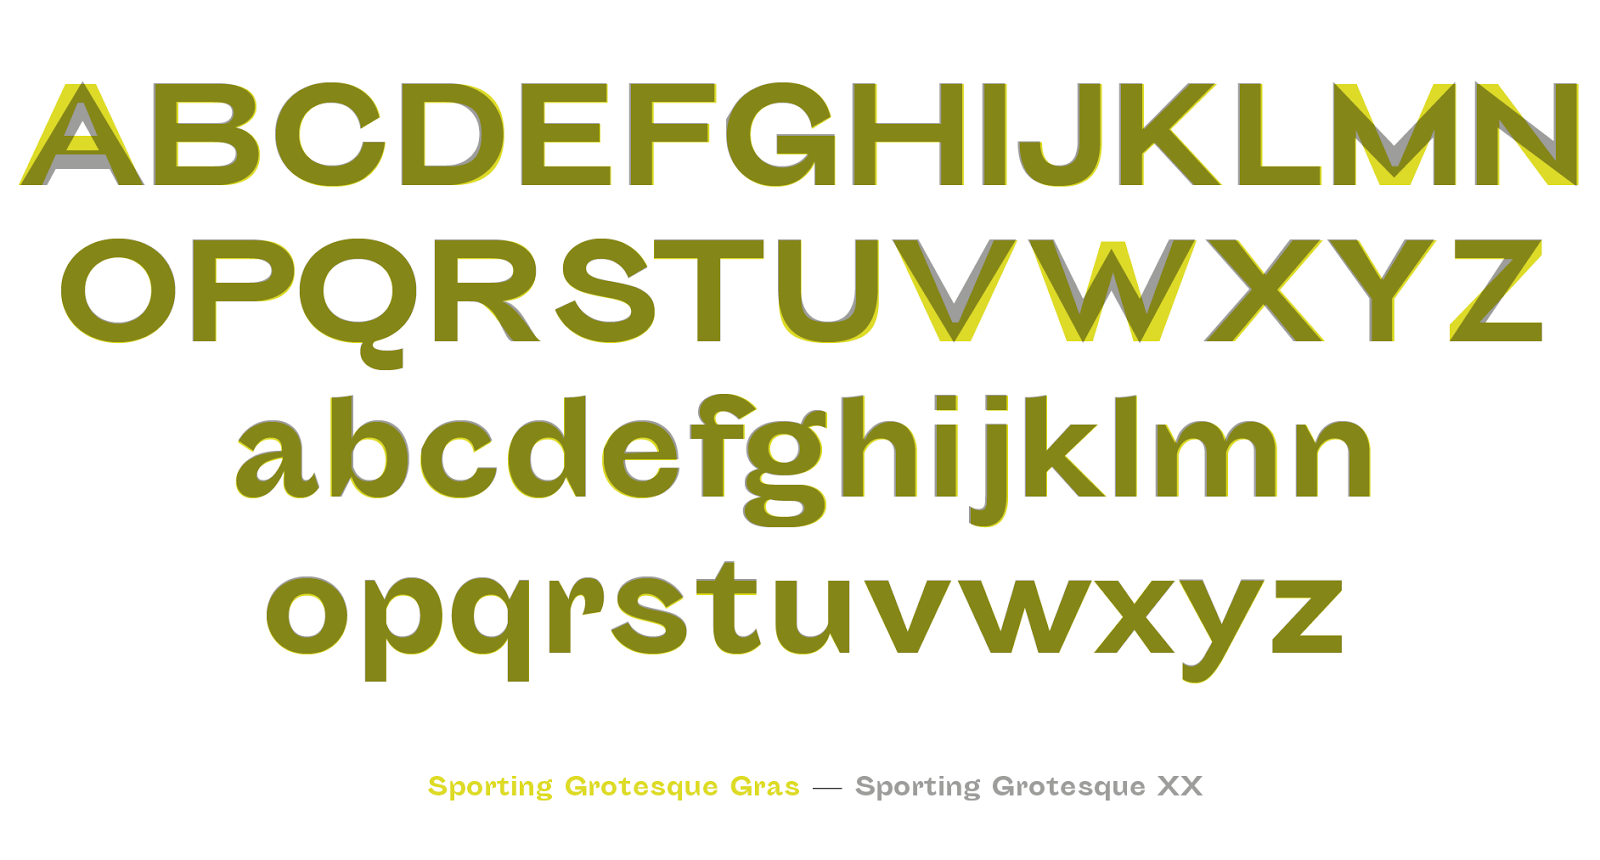 ABCDEFGHIJKLMN
OPQRSTUVWXYZ
abcdefghijklmn
opqrstuvwxyz
Sporting Grotesque Gras — Sporting Grotesque XX